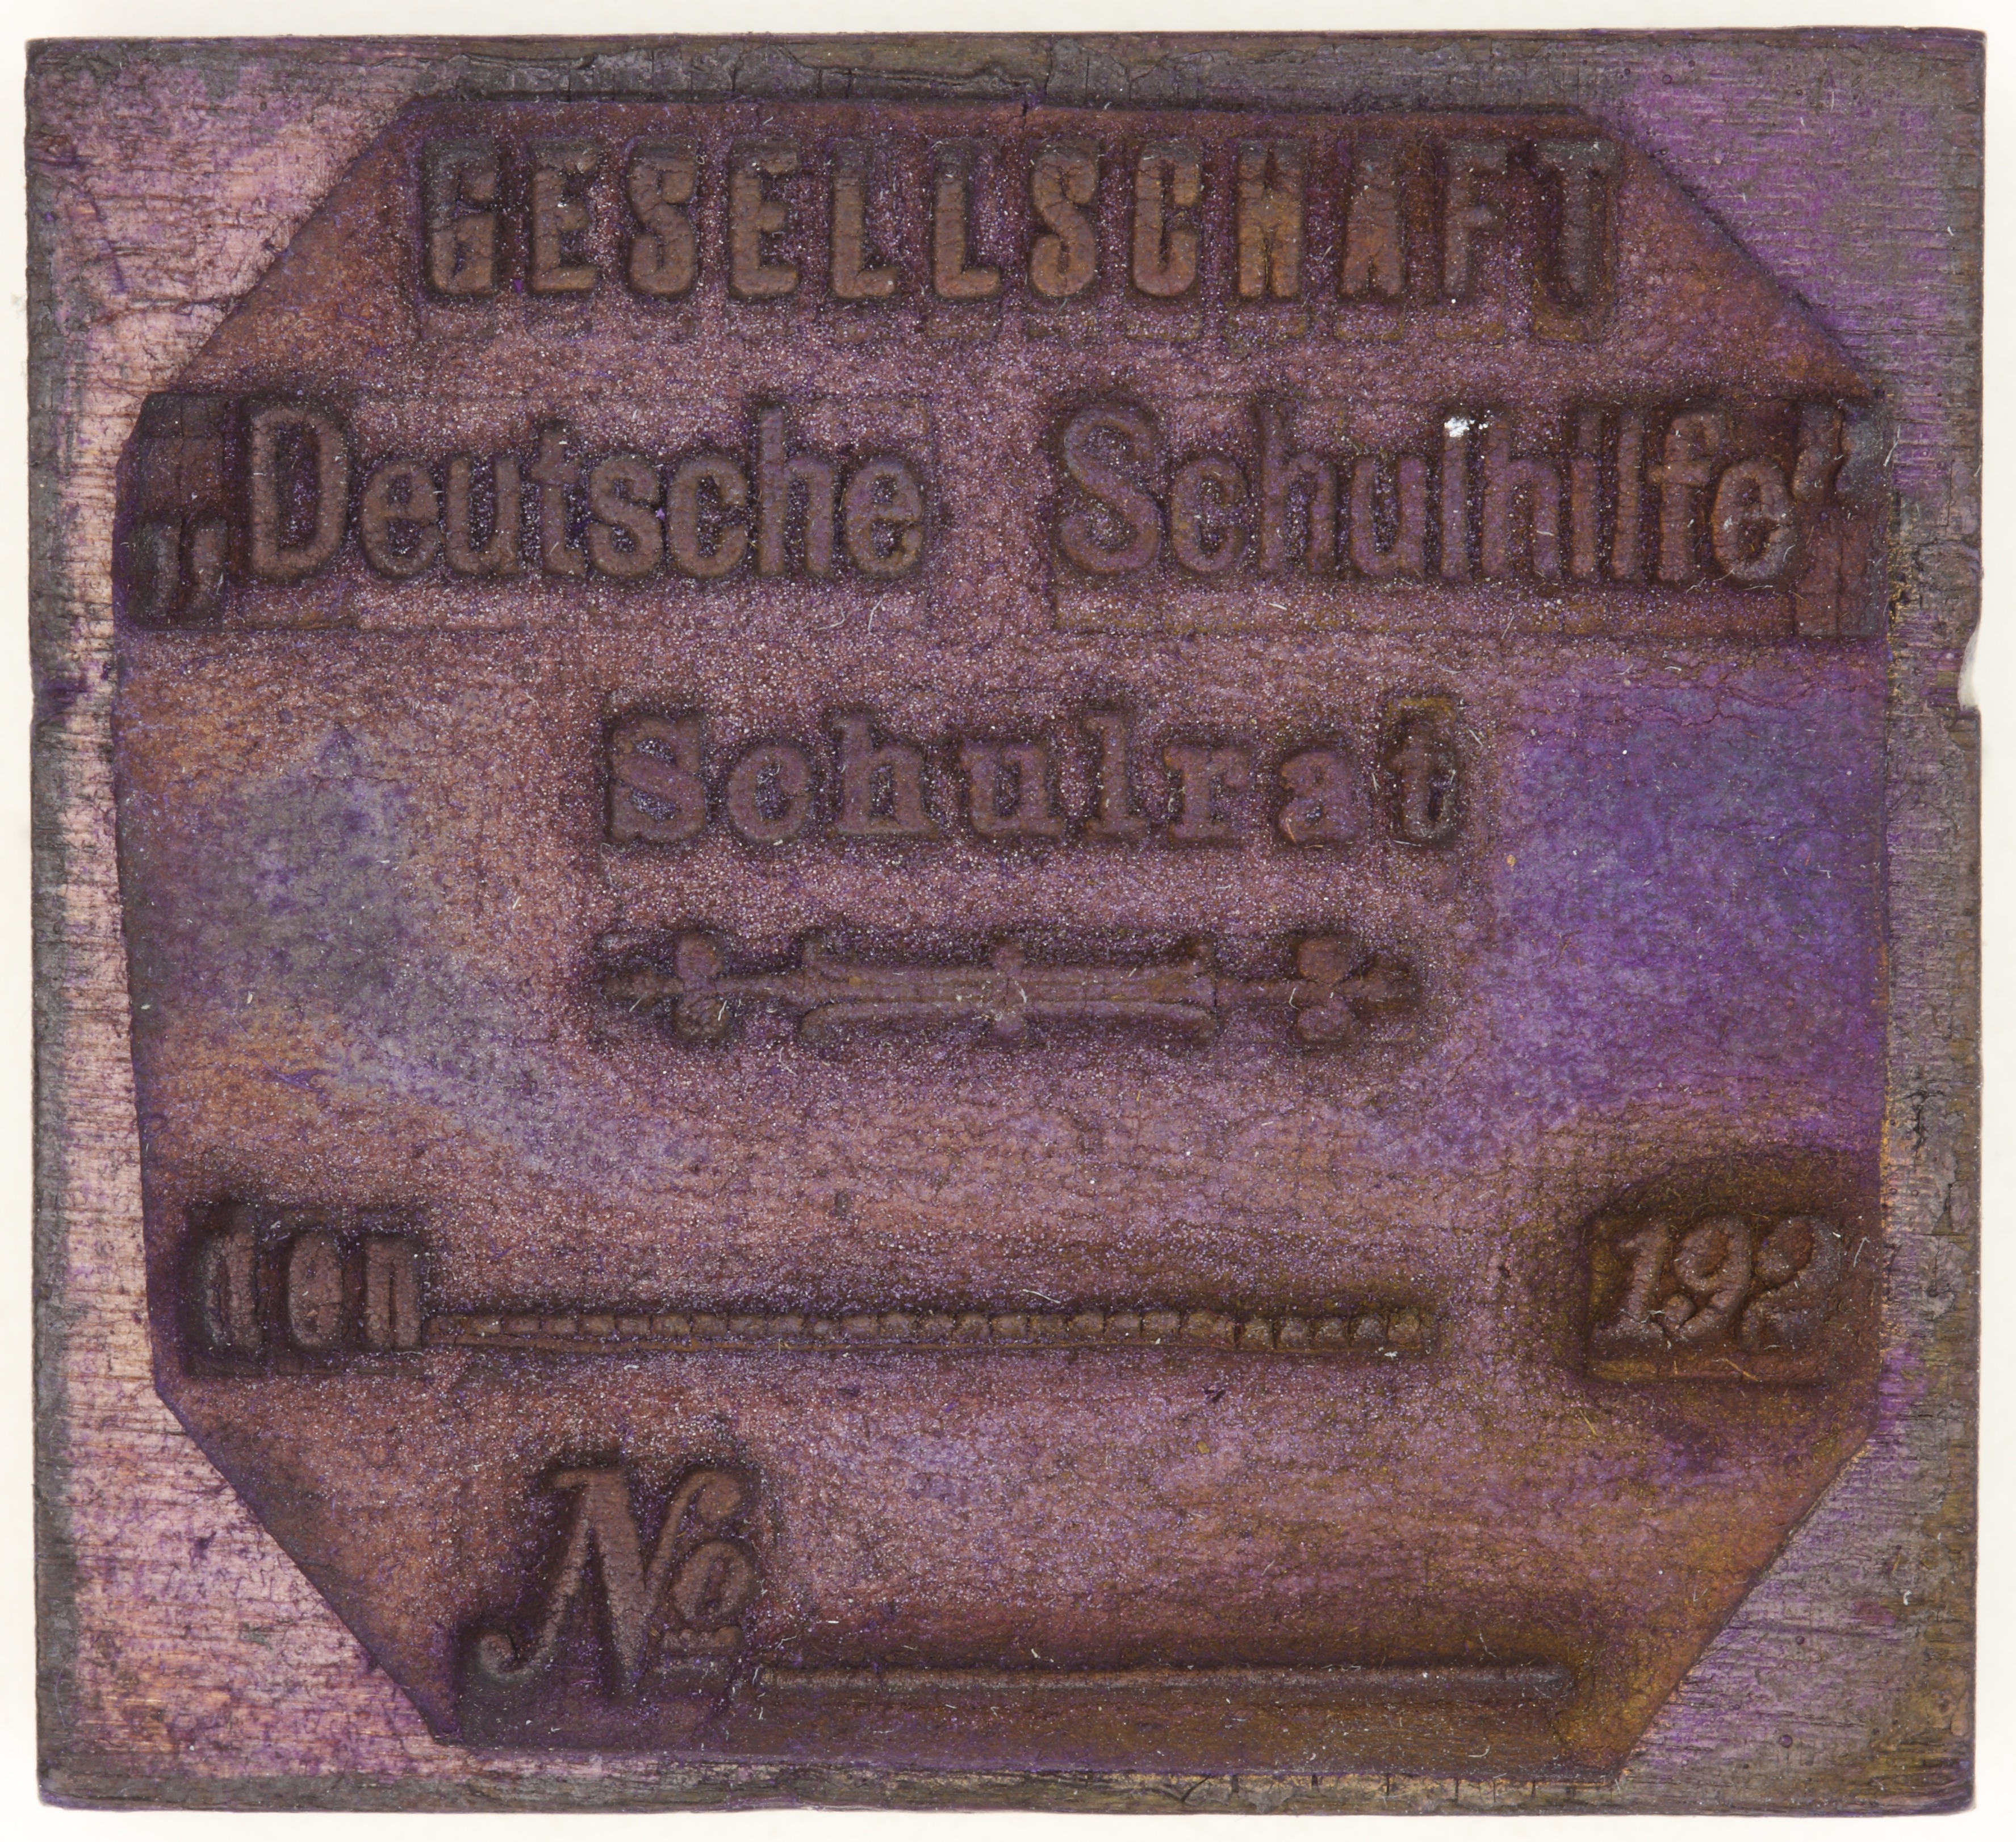 GESELLSCHAFT
„Deutsche Schulhilfe“
Schulrat
den 192
No